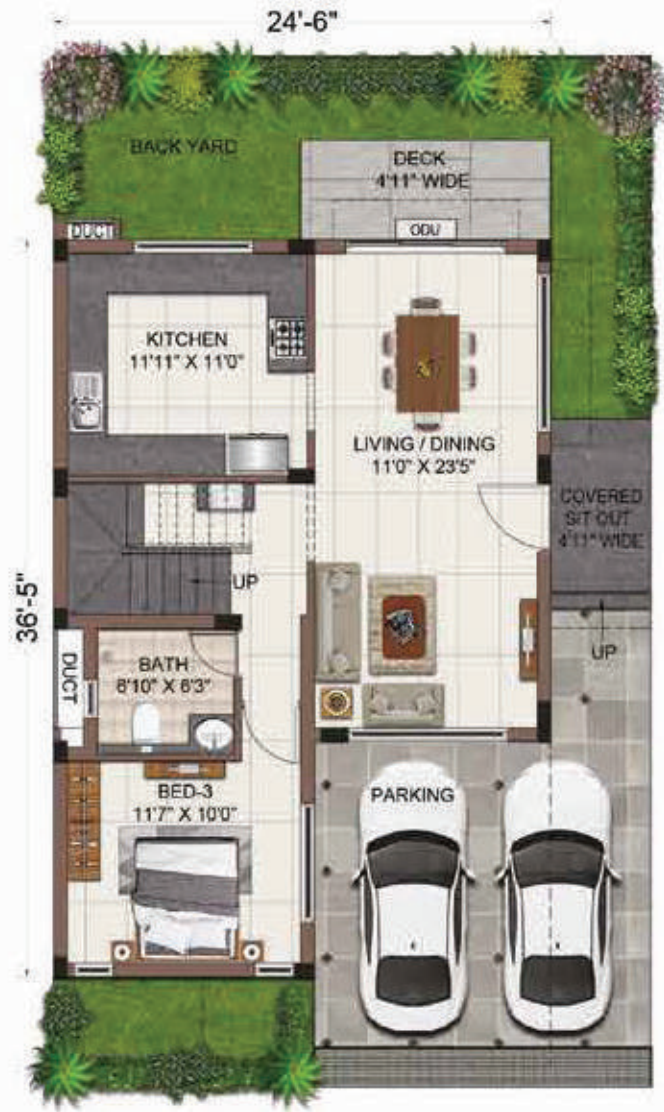 24'-6"
BACK YARD
DECK
4'11" WIDE
DUCT
ODU
KITCHEN
11'11" X 11'0"
LIVING / DINING
11'0" X 23'5"
COVERED
SIT OUT
4'11" WIDE
UP
36'-5"
UP
DUCT
BATH
6'10" X 6'3"
BED-3
11'7" X 10'0"
PARKING